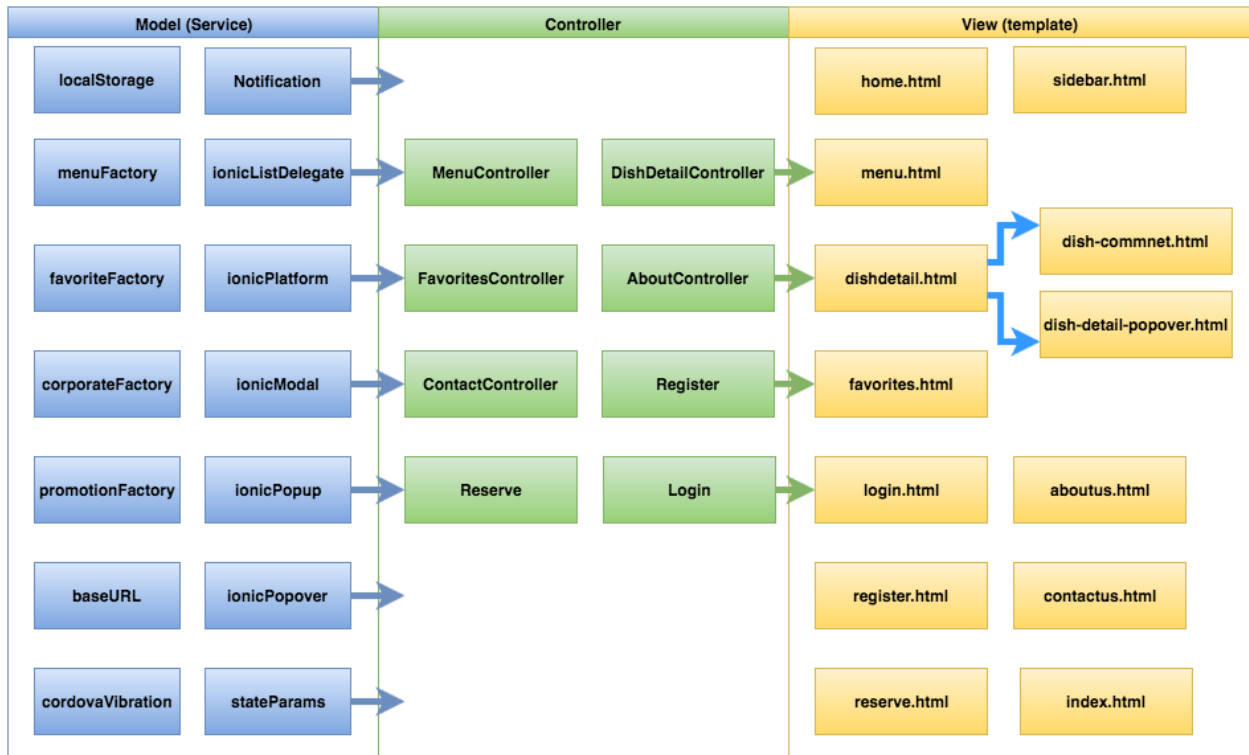 Model (Service)
Controller
View (template)
localStorage
Notification
home.html
sidebar.html
menuFactory
ionicListDelegate
MenuController
DishDetailController
menu.html
dish-commnet.html
favoriteFactory
ionicPlatform
FavoritesController
AboutController
dishdetail.html
dish-detail-popover.html
corporateFactory
ionicModal
ContactController
Register
favorites.html
promotionFactory
ionicPopup
Reserve
Login
login.html
aboutus.html
baseURL
ionicPopover
register.html
contactus.html
cordovaVibration
stateParams
reserve.html
index.html